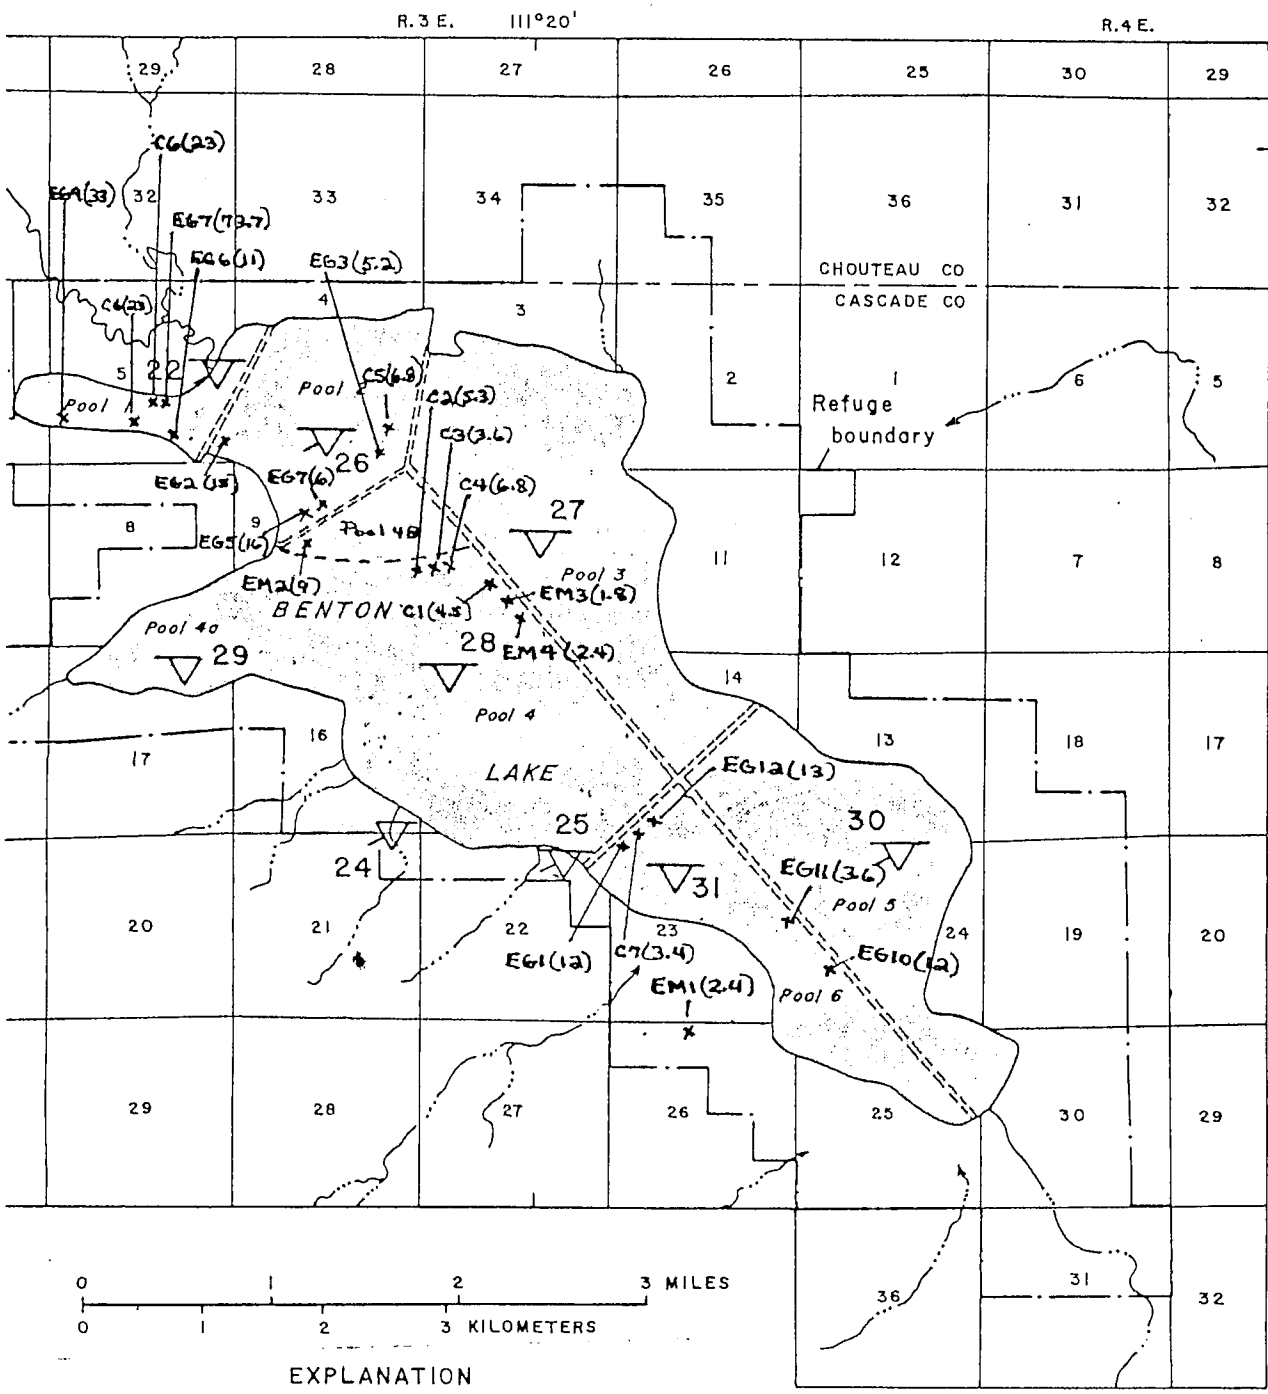 R.3 E. 111°20' R.4 E.
29 28 27 26 25 30 29
C6(23)
EG9(33) 32 33 34 35 36 31 32
EG7(73.7)
EG6(11) EG3(5.2)
CHOUTEAU CO
4 3
CASCADE CO
C6(23)
5 22 Pool 2 C5(6.8) 2 1 6 5
Pool 1 C2(5.3) Refuge
boundary
C3(3.6)
26
EG2(15) EG7(6) C4(6.8)
8 9 Pool 4B 27
EG5(16) 11 12 7 8
EM2(9) Pool 3
BENTON C1(4.5) EM3(1.8)
Pool 4a 28 EM4(2.4)
29
14
Pool 4
17 16 13 18 17
LAKE EG12(13)
25 30
24 31 EG11(3.6)
Pool 5
20 21 22 23 24 19 20
EG1(12) C7(3.4) EG10(12)
EM1(2.4) Pool 6
29 28 27 26 25 30 29
0 1 2 3 MILES
31
36 32
0 1 2 3 KILOMETERS
EXPLANATION